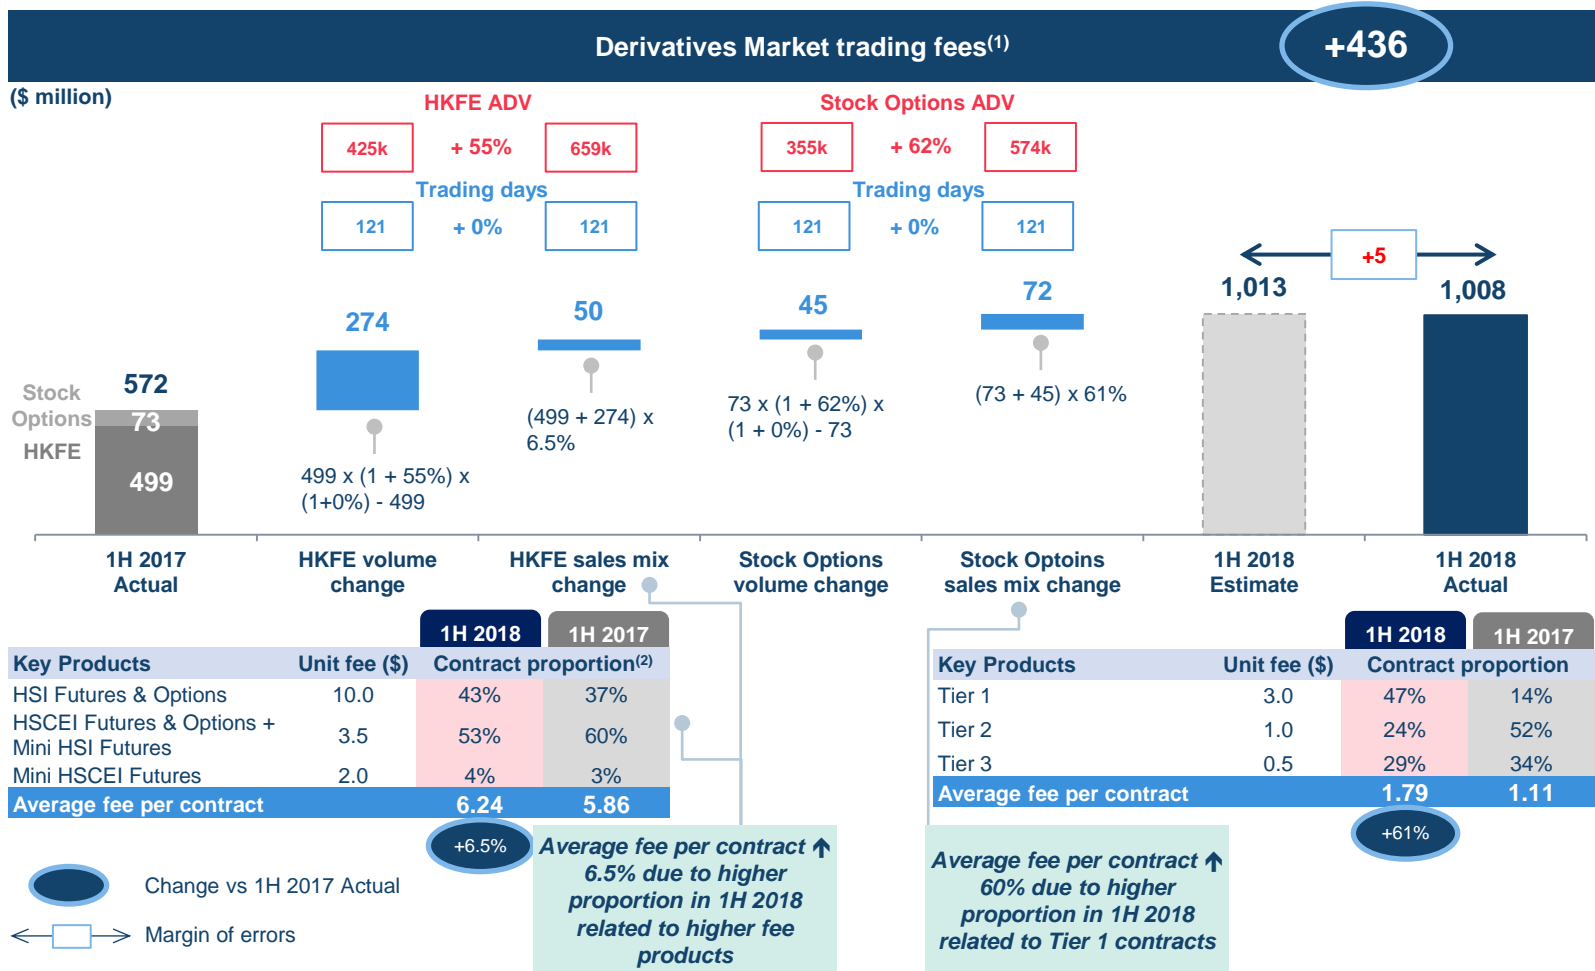 Derivatives Market trading fees(1)
+436
($ million)
HKFE ADV
425k + 55% 659k
Trading days
121 + 0% 121
Stock Options ADV
355k + 62% 574k
Trading days
121 + 0% 121
+5
572
Stock Options
73
HKFE
499
274
499 x (1 + 55%) x
(1+0%) - 499
50
(499 + 274) x
6.5%
45
73 x (1 + 62%) x
(1 + 0%) - 73
72
(73 + 45) x 61%
1,013
1,008
1H 2017
Actual
HKFE volume
change
HKFE sales mix
change
Stock Options
volume change
Stock Optoins
sales mix change
1H 2018
Estimate
1H 2018
Actual
1H 2018 1H 2017
Key Products Unit fee ($) Contract proportion(2)
HSI Futures & Options 10.0 43% 37%
HSCEI Futures & Options +
Mini HSI Futures 3.5 53% 60%
Mini HSCEI Futures 2.0 4% 3%
Average fee per contract 6.24 5.86
+6.5%
1H 2018 1H 2017
Key Products Unit fee ($) Contract proportion
Tier 1 3.0 47% 14%
Tier 2 1.0 24% 52%
Tier 3 0.5 29% 34%
Average fee per contract 1.79 1.11
+61%
Average fee per contract ↑
6.5% due to higher
proportion in 1H 2018
related to higher fee
products
Average fee per contract ↑
60% due to higher
proportion in 1H 2018
related to Tier 1 contracts
Change vs 1H 2017 Actual
Margin of errors